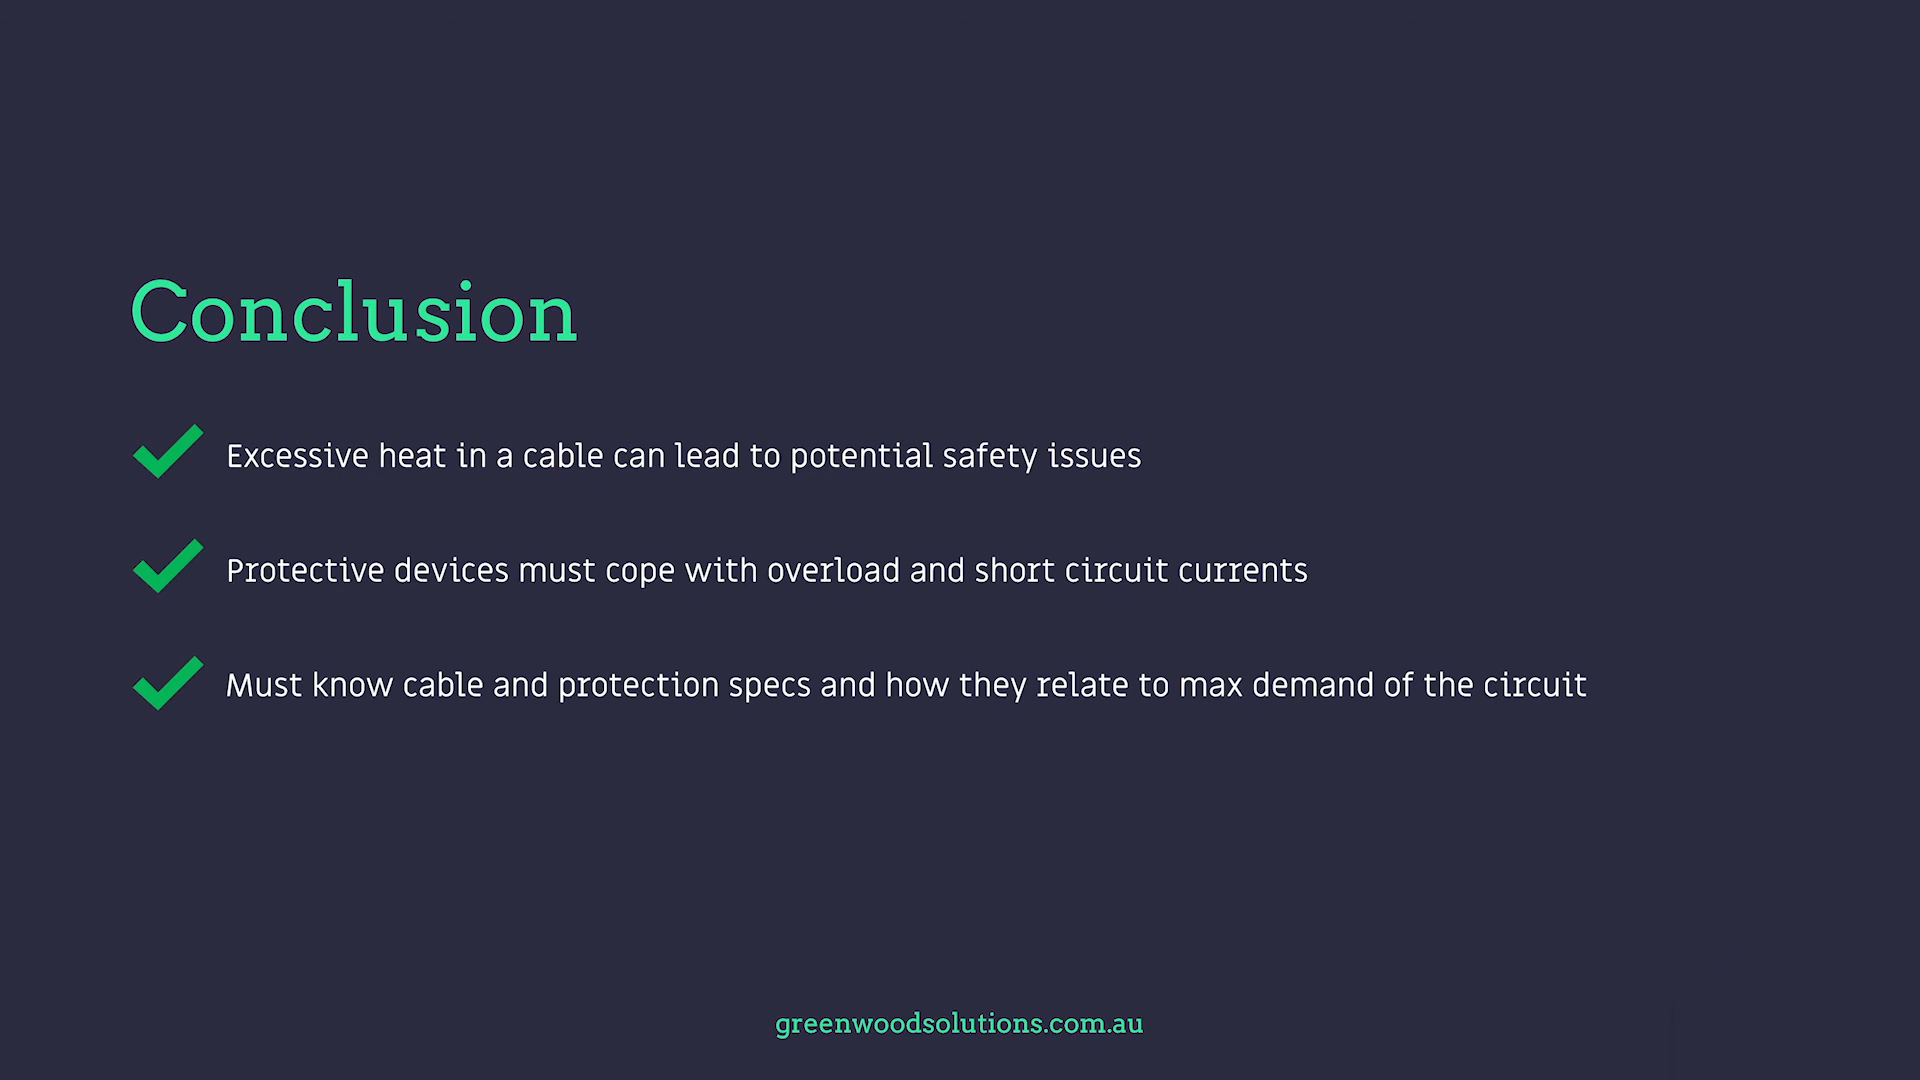 Conclusion
Excessive heat in a cable can lead to potential safety issues
Protective devices must cope with overload and short circuit currents
Must know cable and protection specs and how they relate to max demand of the circuit
greenwoodsolutions.com.au